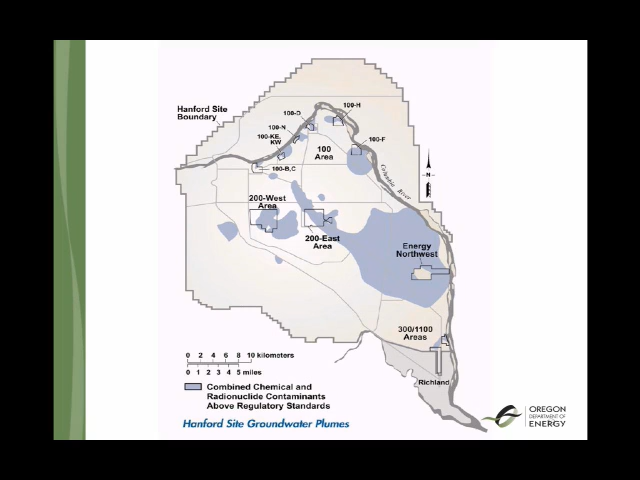 Hanford Site
Boundary
100-H
100-D
100-N
100-KE,
KW
100-F
100
Area
100-B,C
Columbia River
-N-
200-West
Area
200-East
Area
Energy
Northwest
300/1100
Areas
Richland
0 2 4 6 8 10 kilometers
0 1 2 3 4 5 miles
Combined Chemical and
Radionuclide Contaminants
Above Regulatory Standards
Hanford Site Groundwater Plumes
OREGON
DEPARTMENT OF
ENERGY